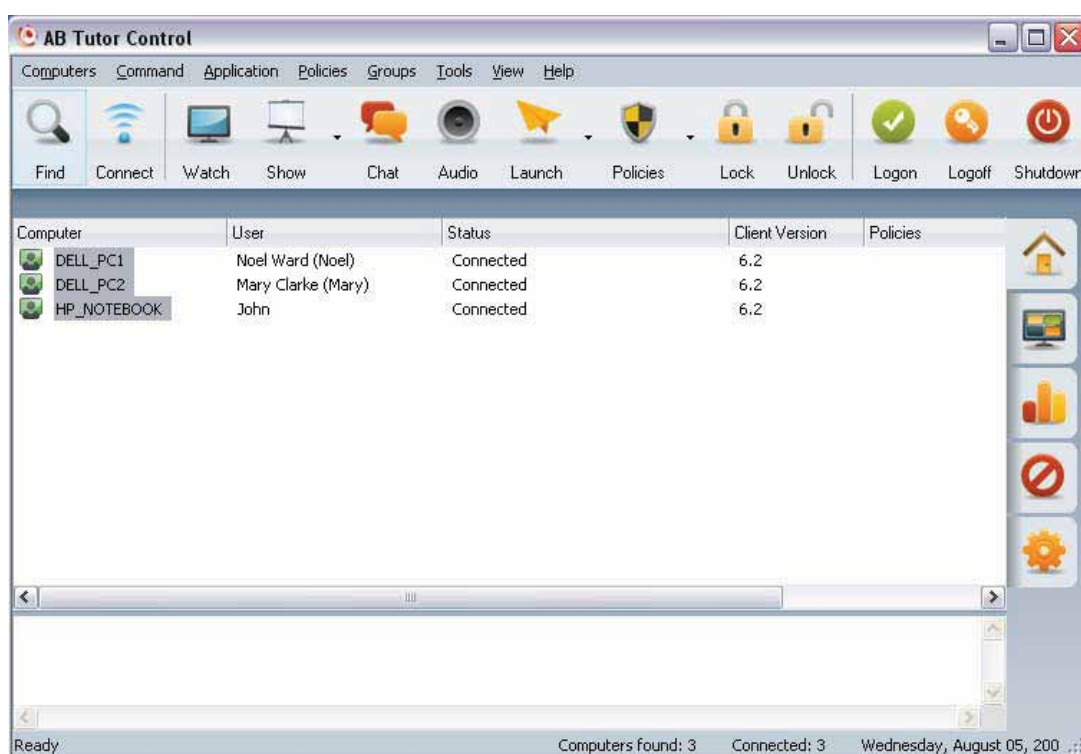 AB Tutor Control
Computers Command Application Policies Groups Tools View Help
Find Connect Watch Show Chat Audio Launch Policies Lock Unlock Logon Logoff Shutdown
Computer User Status Client Version Policies
DELL_PC1 Noel Ward (Noel) Connected 6.2
DELL_PC2 Mary Clarke (Mary) Connected 6.2
HP_NOTEBOOK John Connected 6.2
Ready Computers found: 3 Connected: 3 Wednesday, August 05, 200